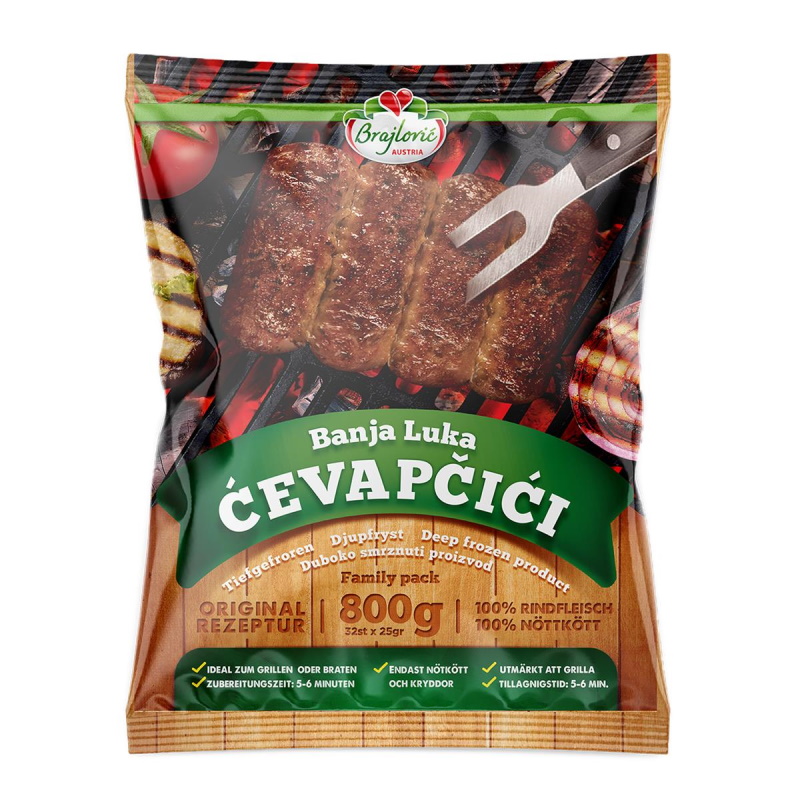 Brajlović
AUSTRIA
Banja Luka
ĆEVAPČIĆI
Tiefgefroren Djupfryst Deep frozen product
Duboko smrznuti proizvod
Family pack
ORIGINAL
REZEPTUR
800g
32st x 25gr
100% RINDFLEISCH
100% NÖTTKÖTT
IDEAL ZUM GRILLEN ODER BRATEN
ZUBEREITUNGSZEIT: 5-6 MINUTEN
ENDAST NÖTKÖTT
OCH KRYDDOR
UTMÄRKT ATT GRILLA
TILLAGNIGSTID: 5-6 MIN.